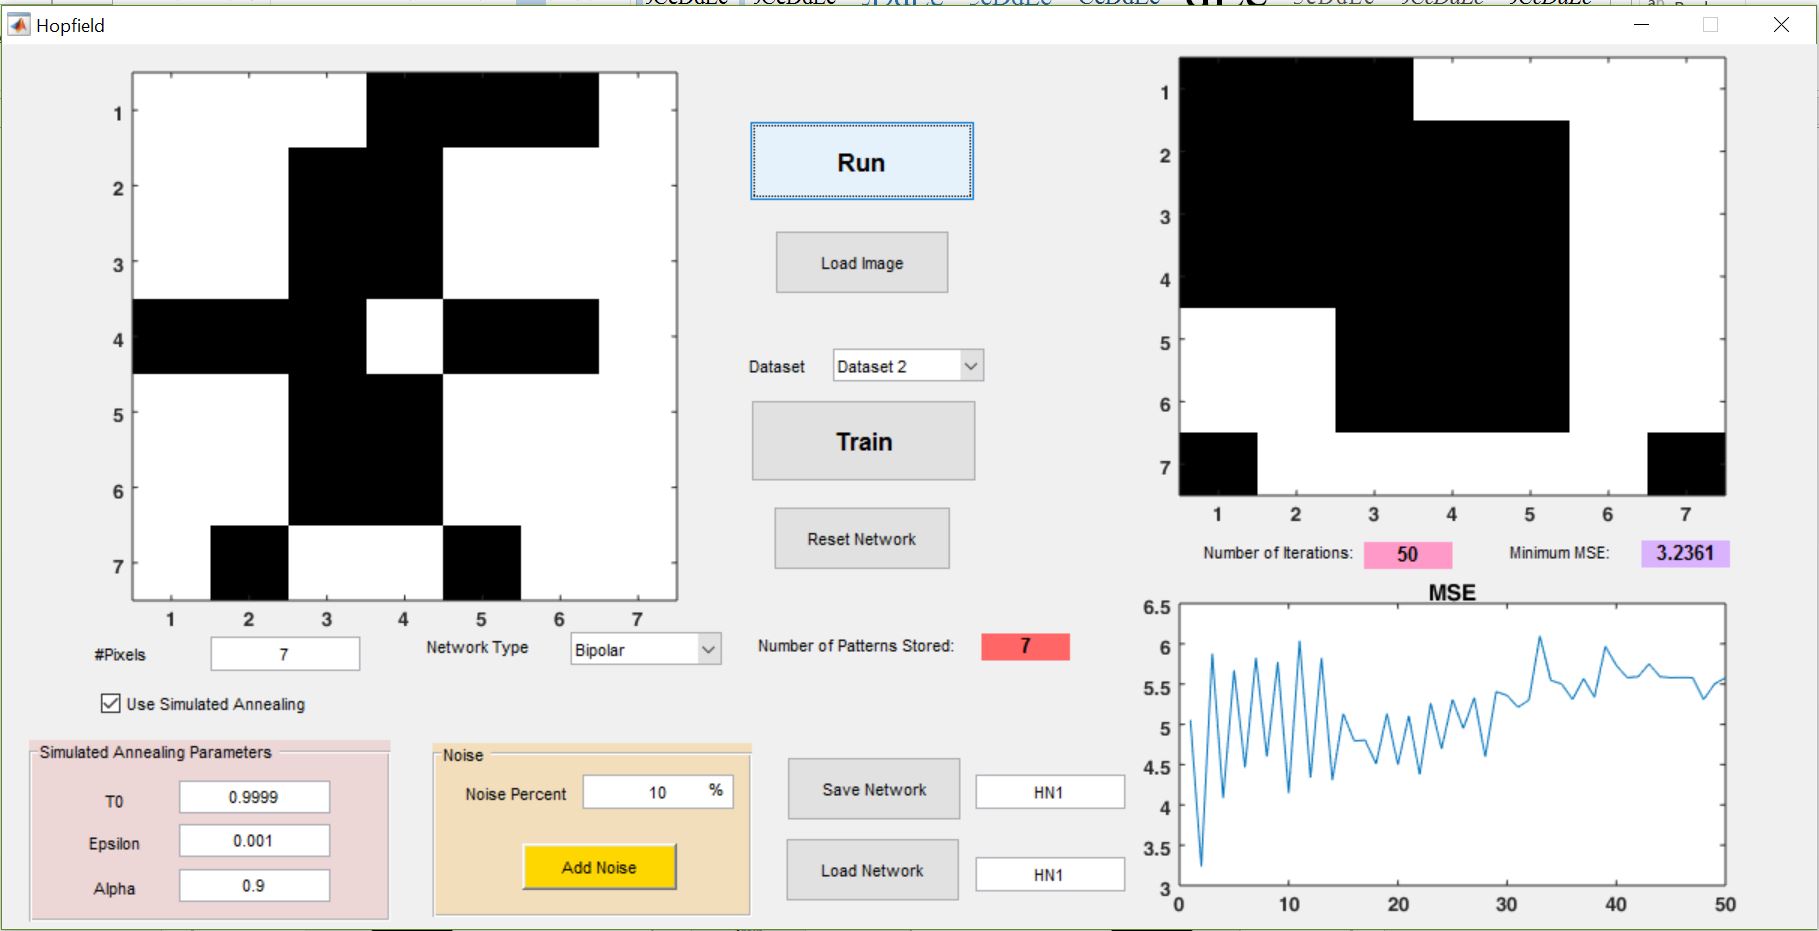 Hopfield
1
2
3
4
5
6
7
1 2 3 4 5 6 7
#Pixels 7
Network Type Bipolar
Use Simulated Annealing
Simulated Annealing Parameters
T0 0.9999
Epsilon 0.001
Alpha 0.9
Noise
Noise Percent 10 %
Add Noise
Run
Load Image
Dataset Dataset 2
Train
Reset Network
Number of Patterns Stored: 7
Save Network HN1
Load Network HN1
1
2
3
4
5
6
7
1 2 3 4 5 6 7
Number of Iterations: 50 Minimum MSE: 3.2361
MSE
6.5
6
5.5
5
4.5
4
3.5
3
0 10 20 30 40 50